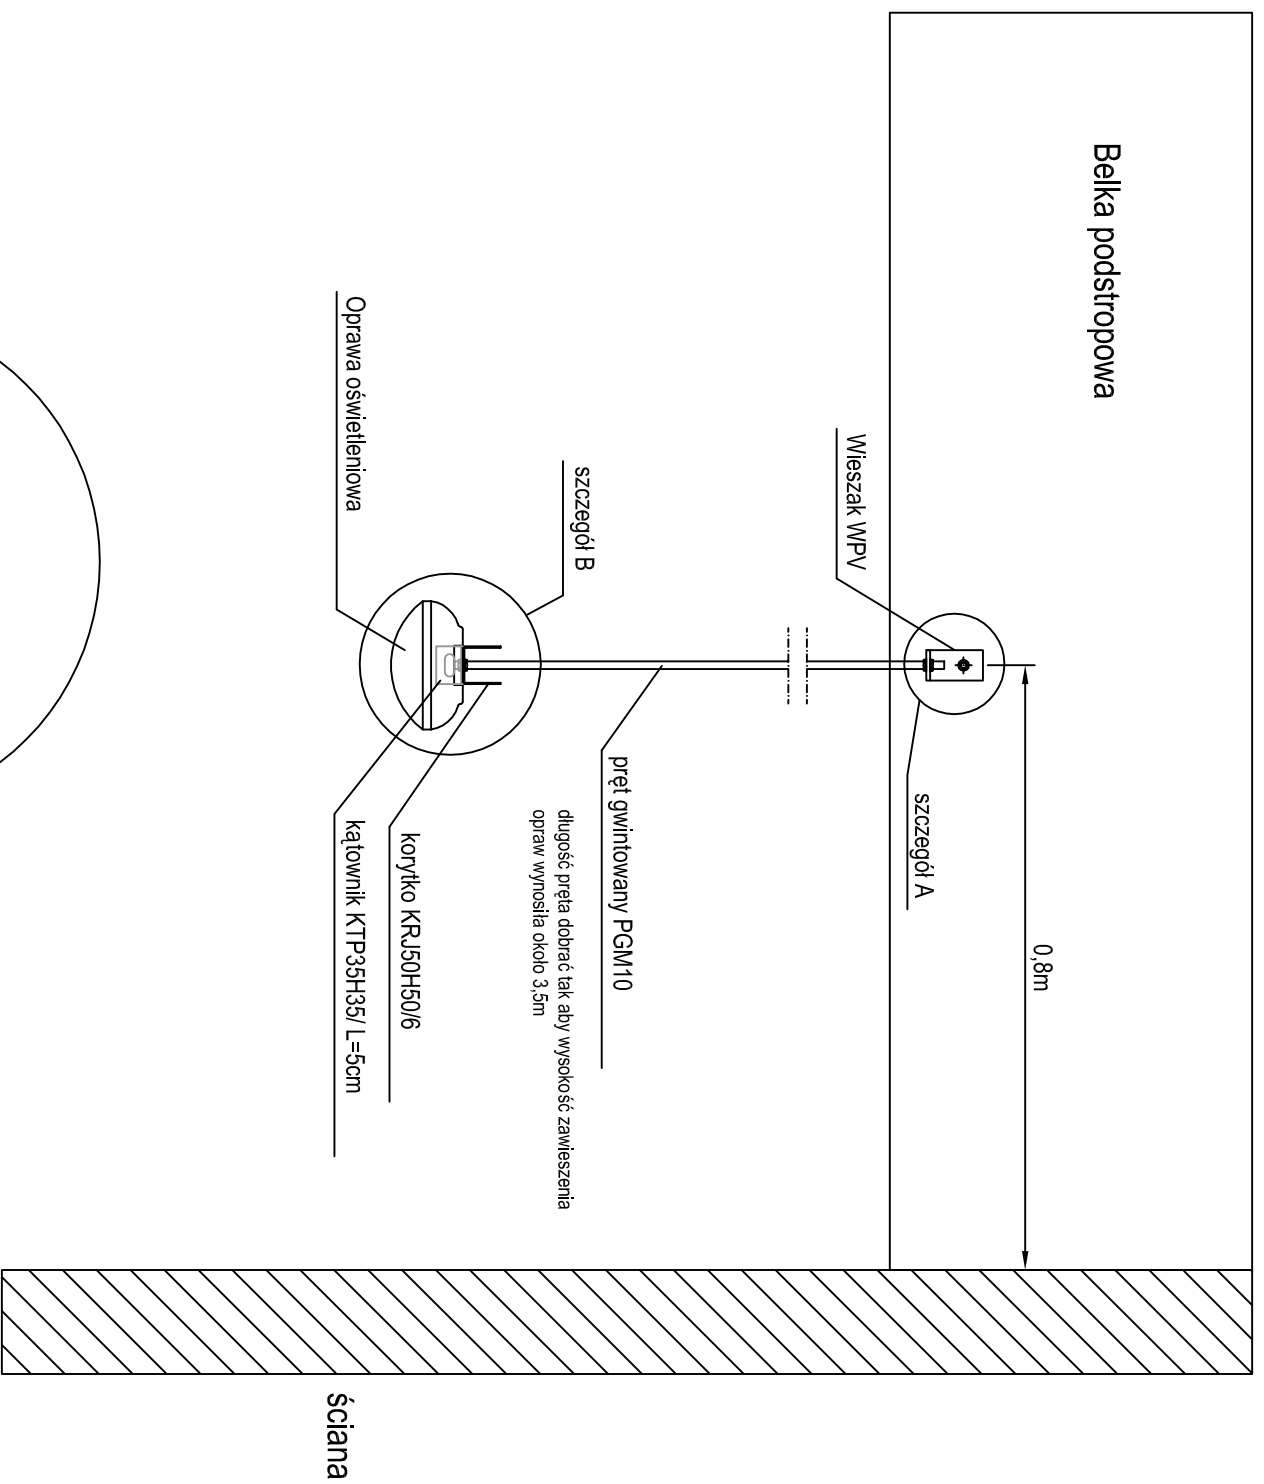 Belka podstropowa
0,8m
szczegół A
Wieszak WPV
pręt gwintowany PGM10
długość pręta dobrać tak aby wysokość zawieszenia
opraw wynosiła około 3,5m
szczegół B
korytko KRJ50H50/6
kątownik KTP35H35/ L=5cm
Oprawa oświetleniowa
ściana